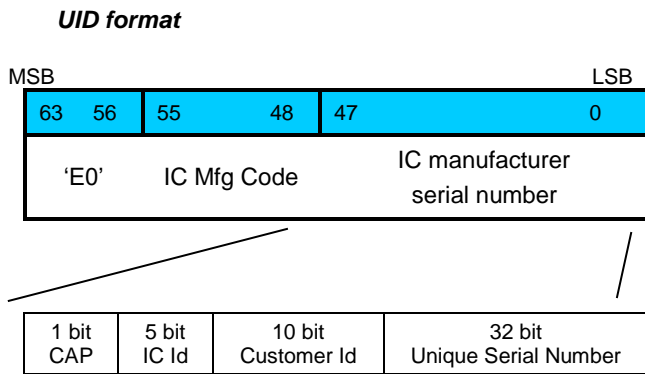 UID format
MSB LSB
63 56 55 48 47 0
‘E0’ IC Mfg Code IC manufacturer
serial number
1 bit 5 bit 10 bit 32 bit
CAP IC Id Customer Id Unique Serial Number